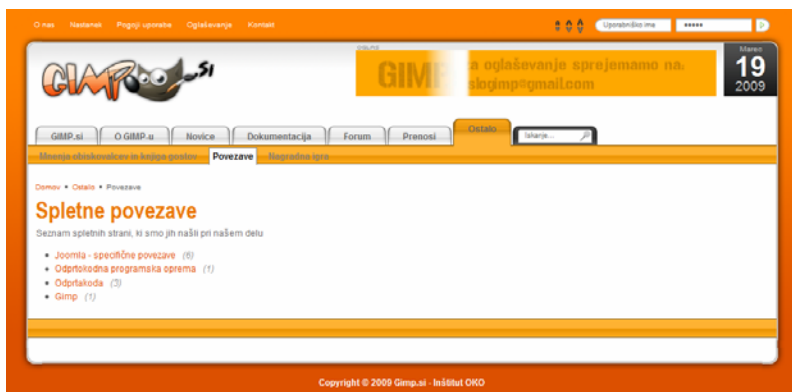 O nas Nastanek Pogoji uporabe Oglaševanje Kontakt
Uporabniško ime •••••
GIMP .si
GIMP za oglaševanje sprejemamo na:
slogimp@gmail.com
Marec
19
2009
GIMP.si O GIMP-u Novice Dokumentacija Forum Prenosi Ostalo Iskanje...
Mnenja obiskovalcev in knjiga gostov Povezave Nagradna igra
Domov • Ostalo • Povezave
Spletne povezave
Seznam spletnih strani, ki smo jih našli pri našem delu
• Joomla - specifične povezave (6)
• Odprtokodna programska oprema (1)
• Odprtakoda (3)
• Gimp (1)
Copyright © 2009 Gimp.si - Inštitut OKO